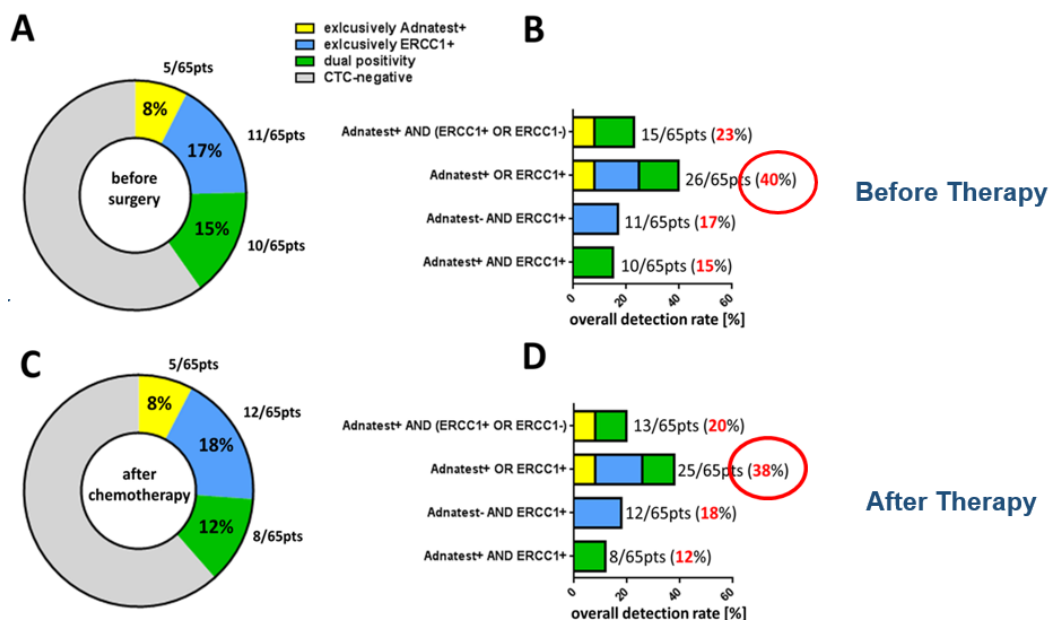 A
exlcusively Adnatest+
exlcusively ERCC1+
dual positivity
CTC-negative
5/65pts
8%
11/65pts
17%
before
surgery
15%
10/65pts
B
Adnatest+ AND (ERCC1+ OR ERCC1-)
15/65pts (23%)
Adnatest+ OR ERCC1+
26/65pts (40%)
Adnatest- AND ERCC1+
11/65pts (17%)
Adnatest+ AND ERCC1+
10/65pts (15%)
0 20 40 60
overall detection rate [%]
Before Therapy
C
5/65pts
8%
12/65pts
18%
after
chemotherapy
12%
8/65pts
D
Adnatest+ AND (ERCC1+ OR ERCC1-)
13/65pts (20%)
Adnatest+ OR ERCC1+
25/65pts (38%)
Adnatest- AND ERCC1+
12/65pts (18%)
Adnatest+ AND ERCC1+
8/65pts (12%)
0 20 40 60
overall detection rate [%]
After Therapy